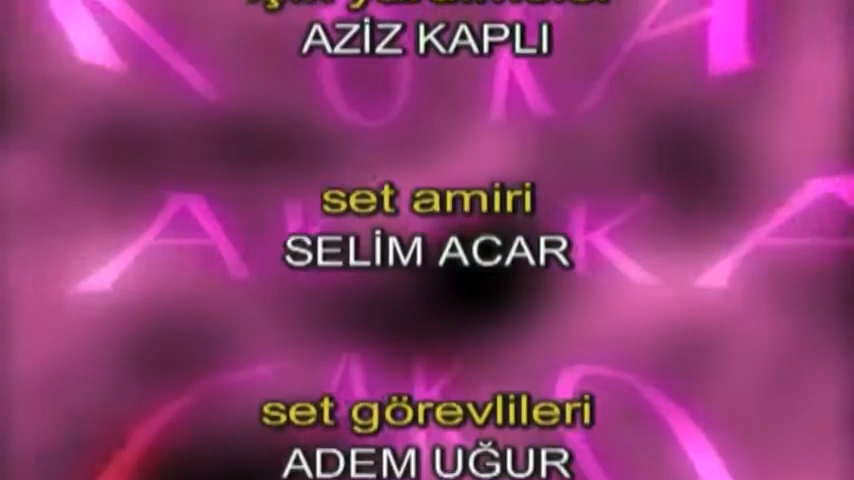 AZİZ KAPLI
set amiri
SELİM ACAR
set görevlileri
ADEM UĞUR